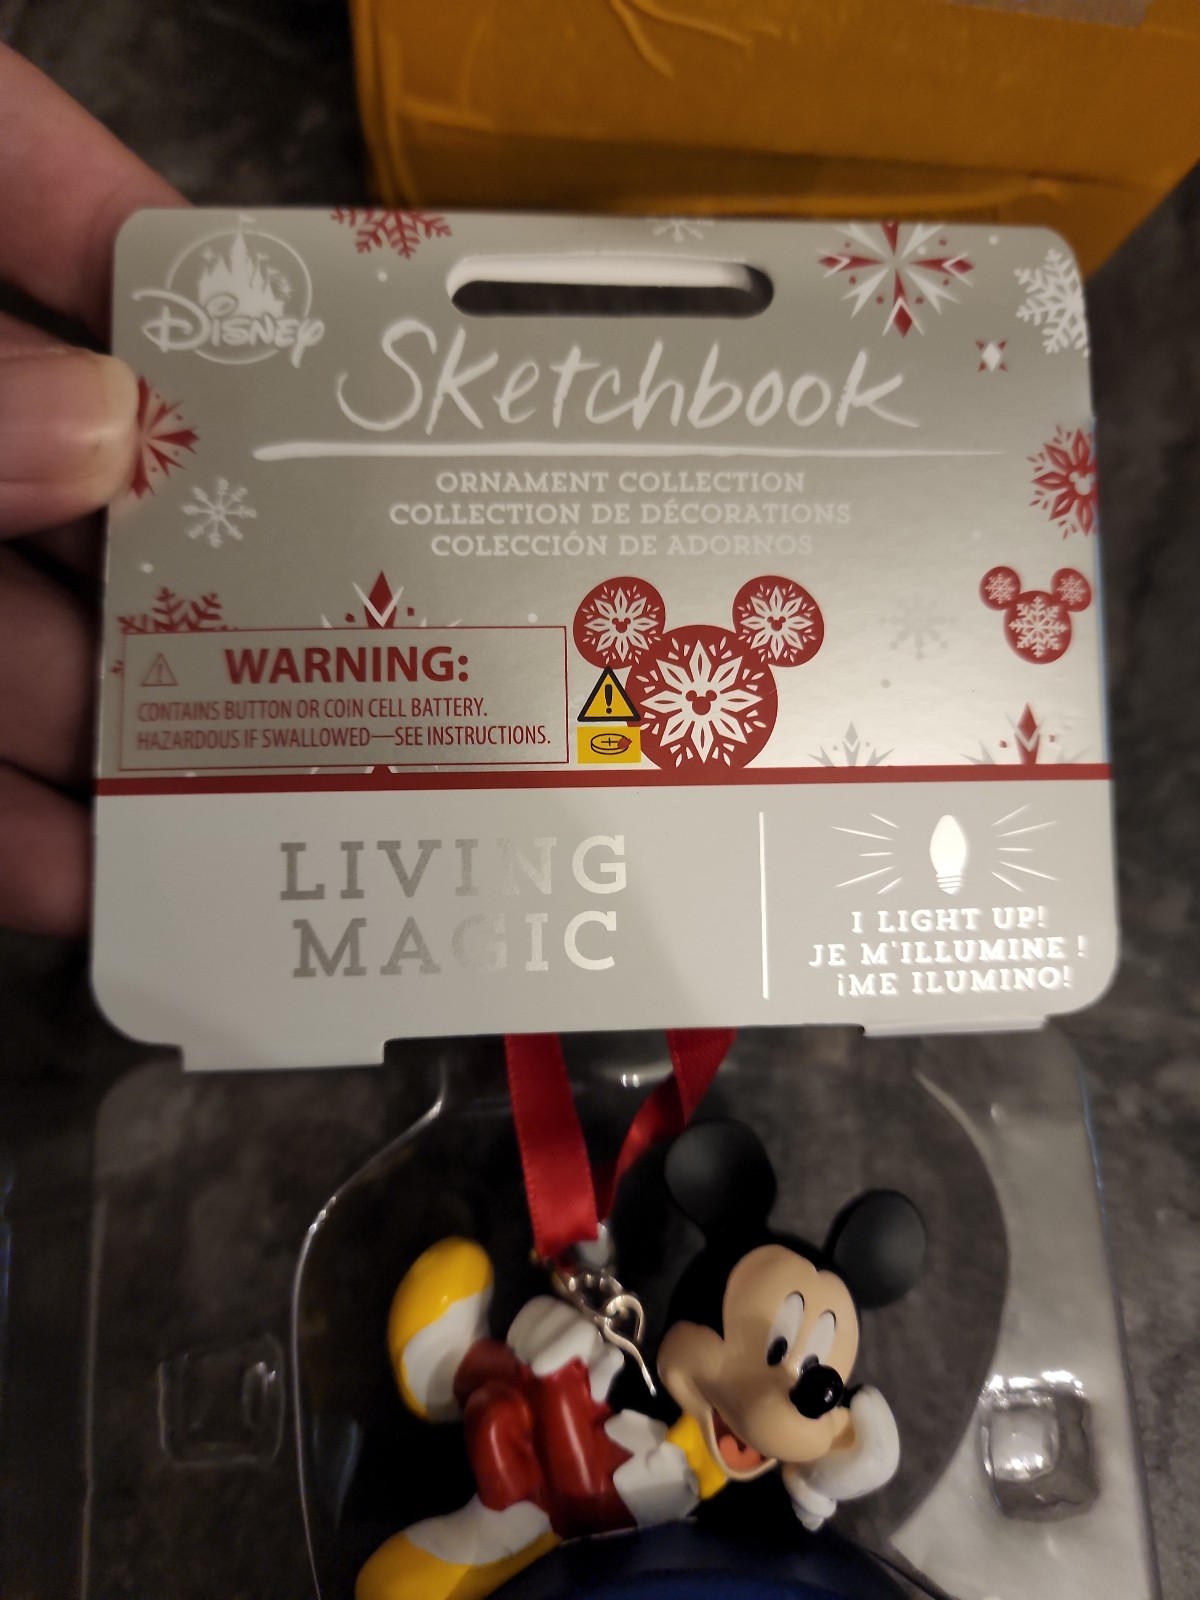 Disney
Sketchbook
ORNAMENT COLLECTION
COLLECTION DE DÉCORATIONS
COLECCIÓN DE ADORNOS
WARNING:
CONTAINS BUTTON OR COIN CELL BATTERY.
HAZARDOUS IF SWALLOWED—SEE INSTRUCTIONS.
LIVING
MAGIC
I LIGHT UP!
JE M'ILLUMINE !
¡ME ILUMINO!